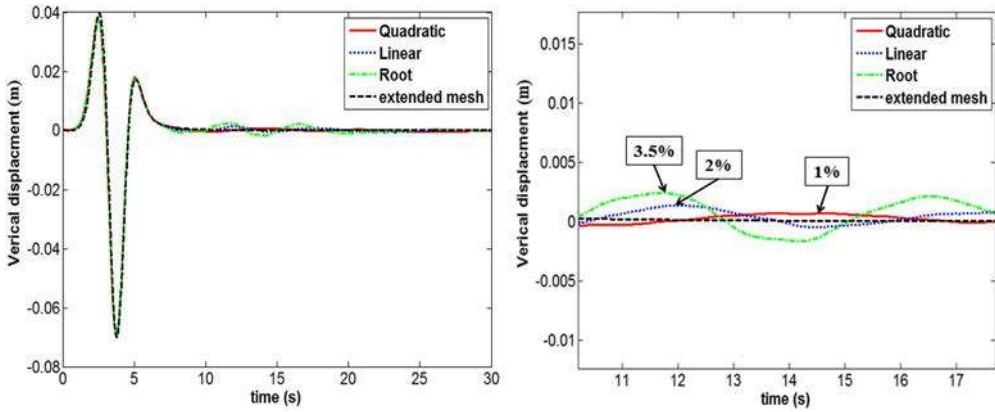 0.04
0.02
0
-0.02
-0.04
-0.06
-0.08
Verical displacment (m)
0
5
10
15
20
25
30
time (s)
Quadratic
Linear
Root
extended mesh
0.015
0.01
0.005
0
-0.005
-0.01
Verical displacment (m)
11
12
13
14
15
16
17
time (s)
Quadratic
Linear
Root
extended mesh
3.5%
2%
1%